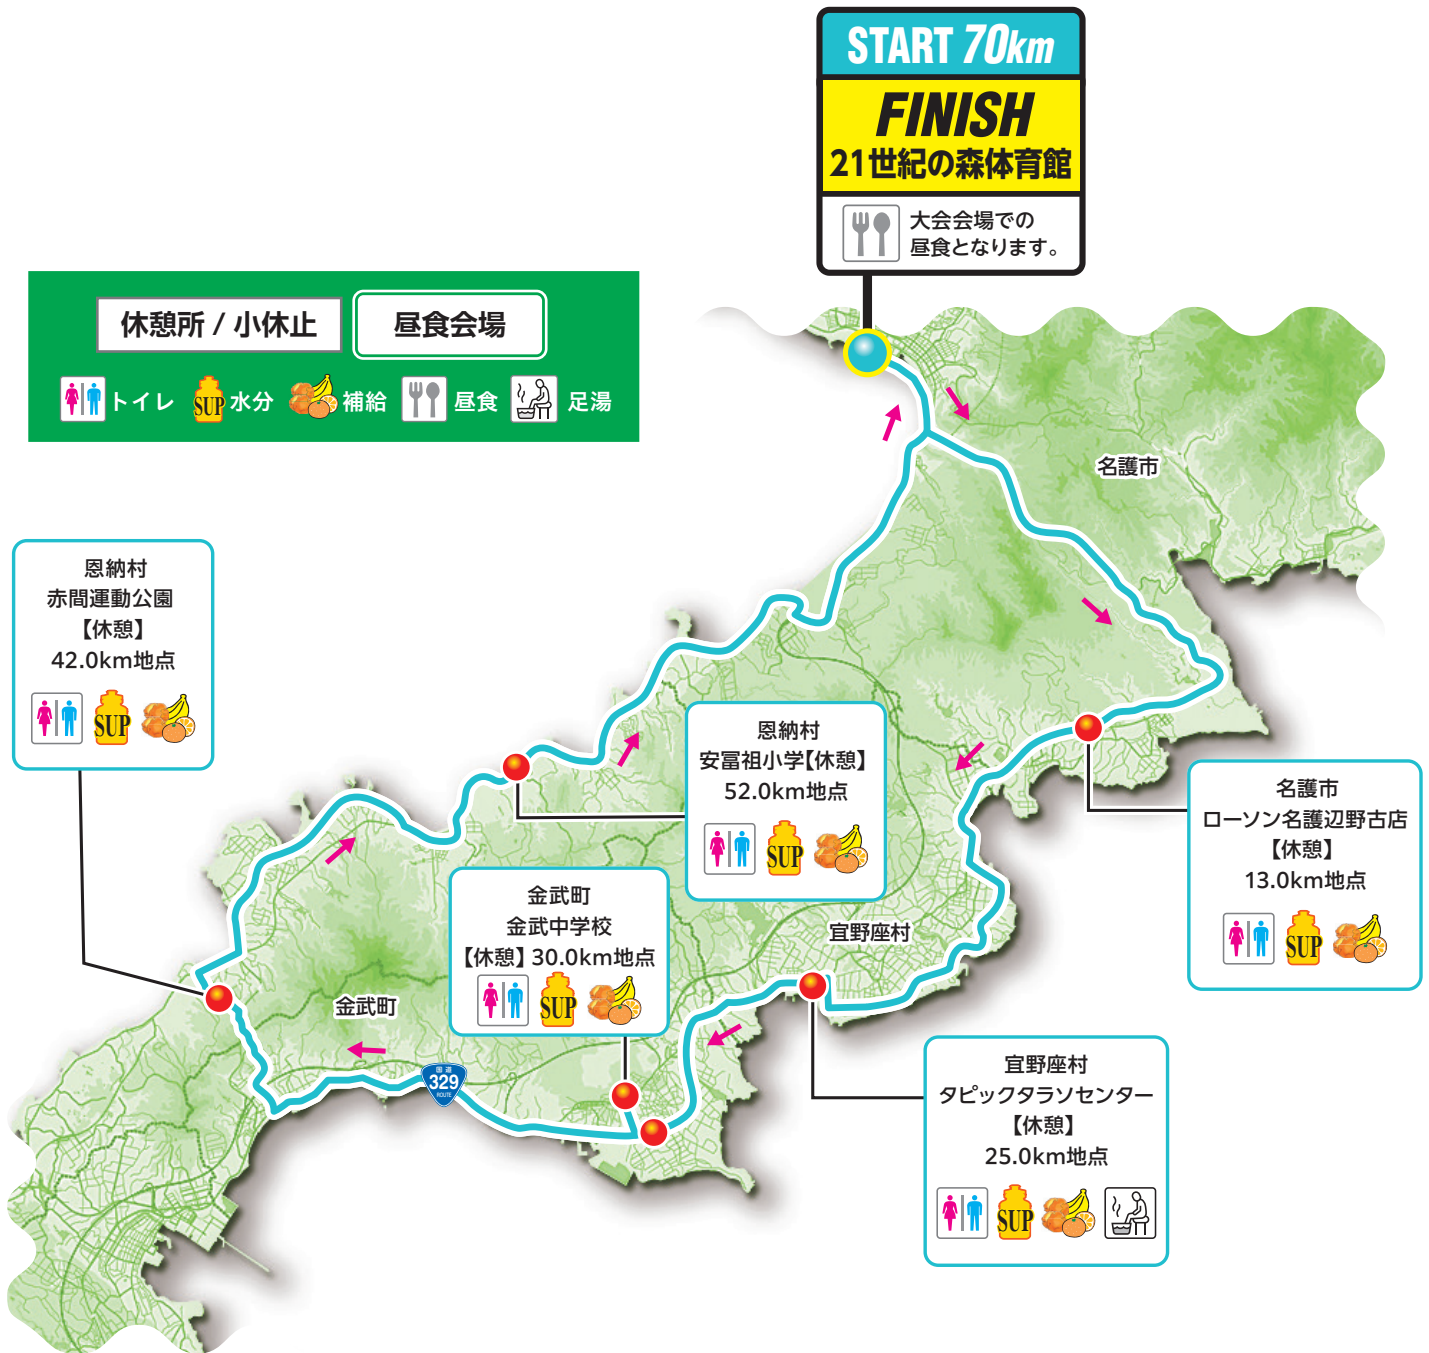 START 70km
FINISH
21世紀の森体育館
大会会場での
昼食となります。
休憩所 / 小休止
昼食会場
トイレ
SUP
水分
補給
昼食
足湯
名護市
恩納村
赤間運動公園
【休憩】
42.0km地点
SUP
恩納村
安冨祖小学【休憩】
52.0km地点
SUP
名護市
ローソン名護辺野古店
【休憩】
13.0km地点
SUP
金武町
金武中学校
【休憩】30.0km地点
SUP
宜野座村
金武町
国道
329
ROUTE
宜野座村
タピックタラソセンター
【休憩】
25.0km地点
SUP